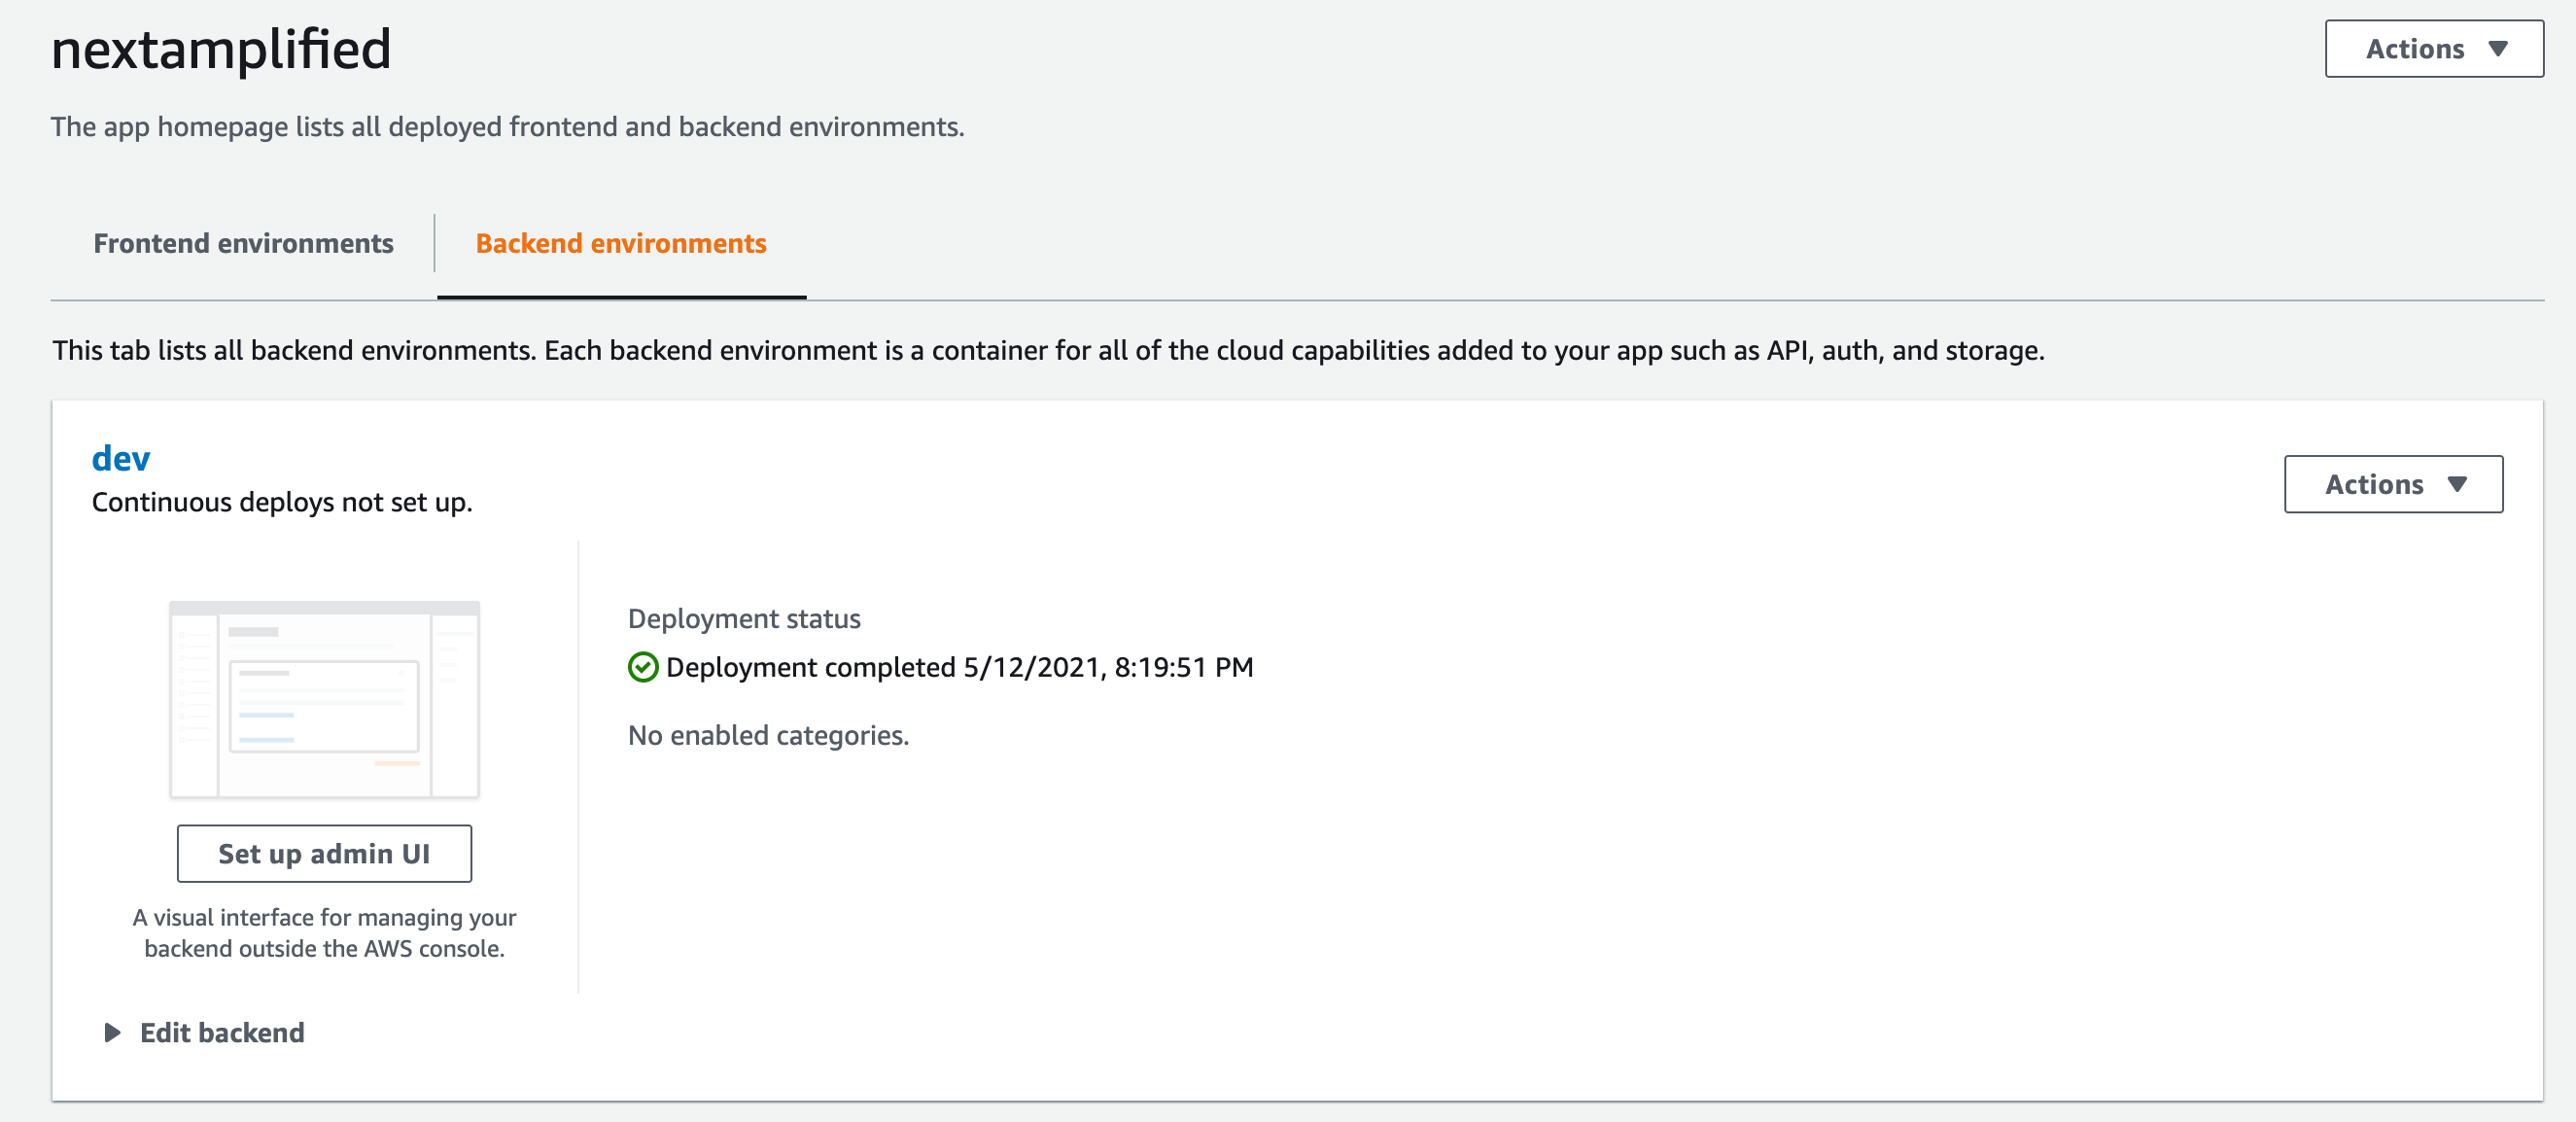 nextamplified
Actions
The app homepage lists all deployed frontend and backend environments.
Frontend environments
Backend environments
This tab lists all backend environments. Each backend environment is a container for all of the cloud capabilities added to your app such as API, auth, and storage.
dev
Continuous deploys not set up.
Actions
Deployment status
Deployment completed 5/12/2021, 8:19:51 PM
No enabled categories.
Set up admin UI
A visual interface for managing your
backend outside the AWS console.
Edit backend